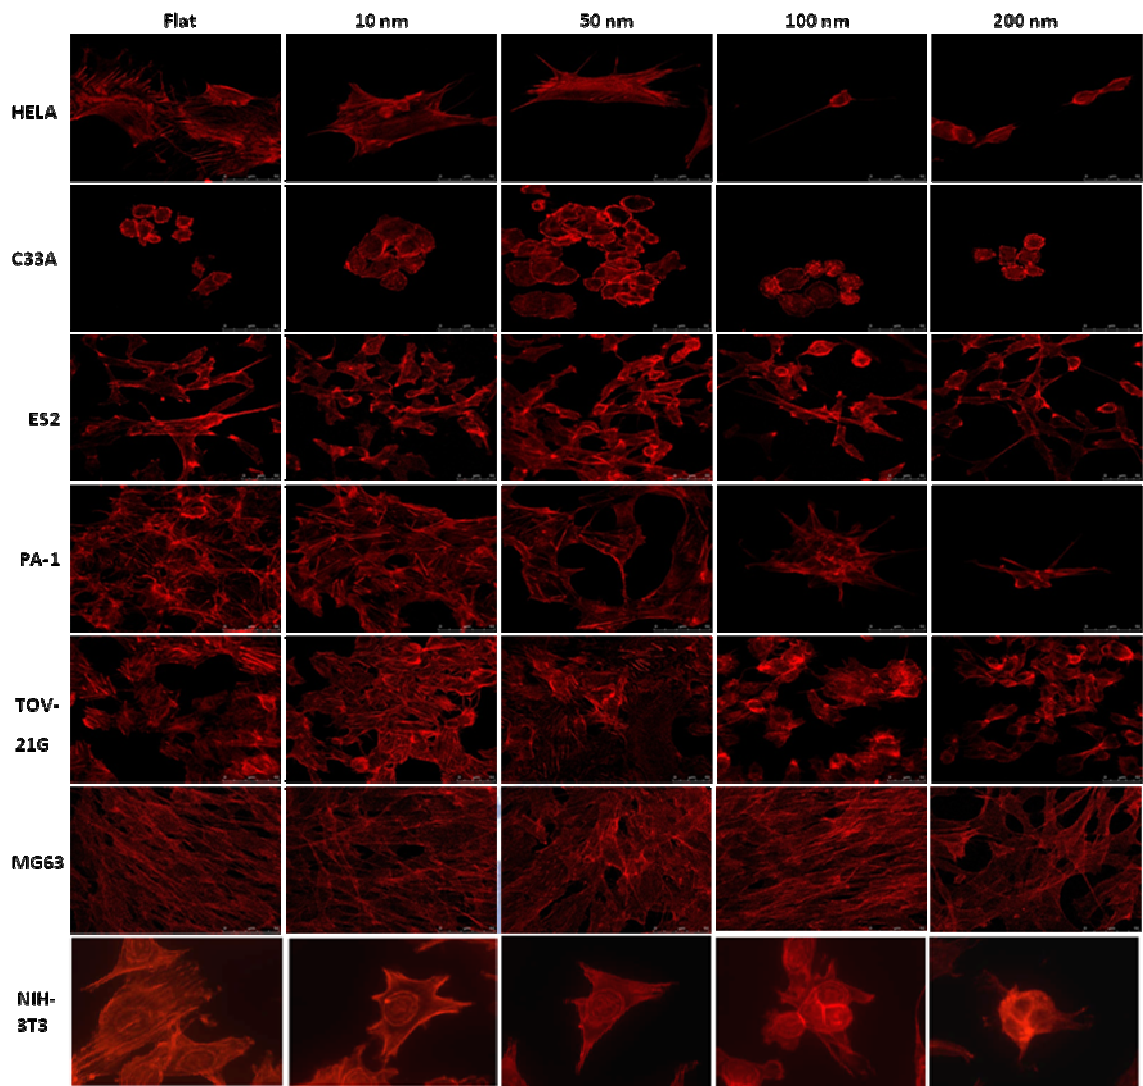 Flat 10 nm 50 nm 100 nm 200 nm
HELA
C33A
ES2
PA-1
TOV-
21G
MG63
NIH-
3T3